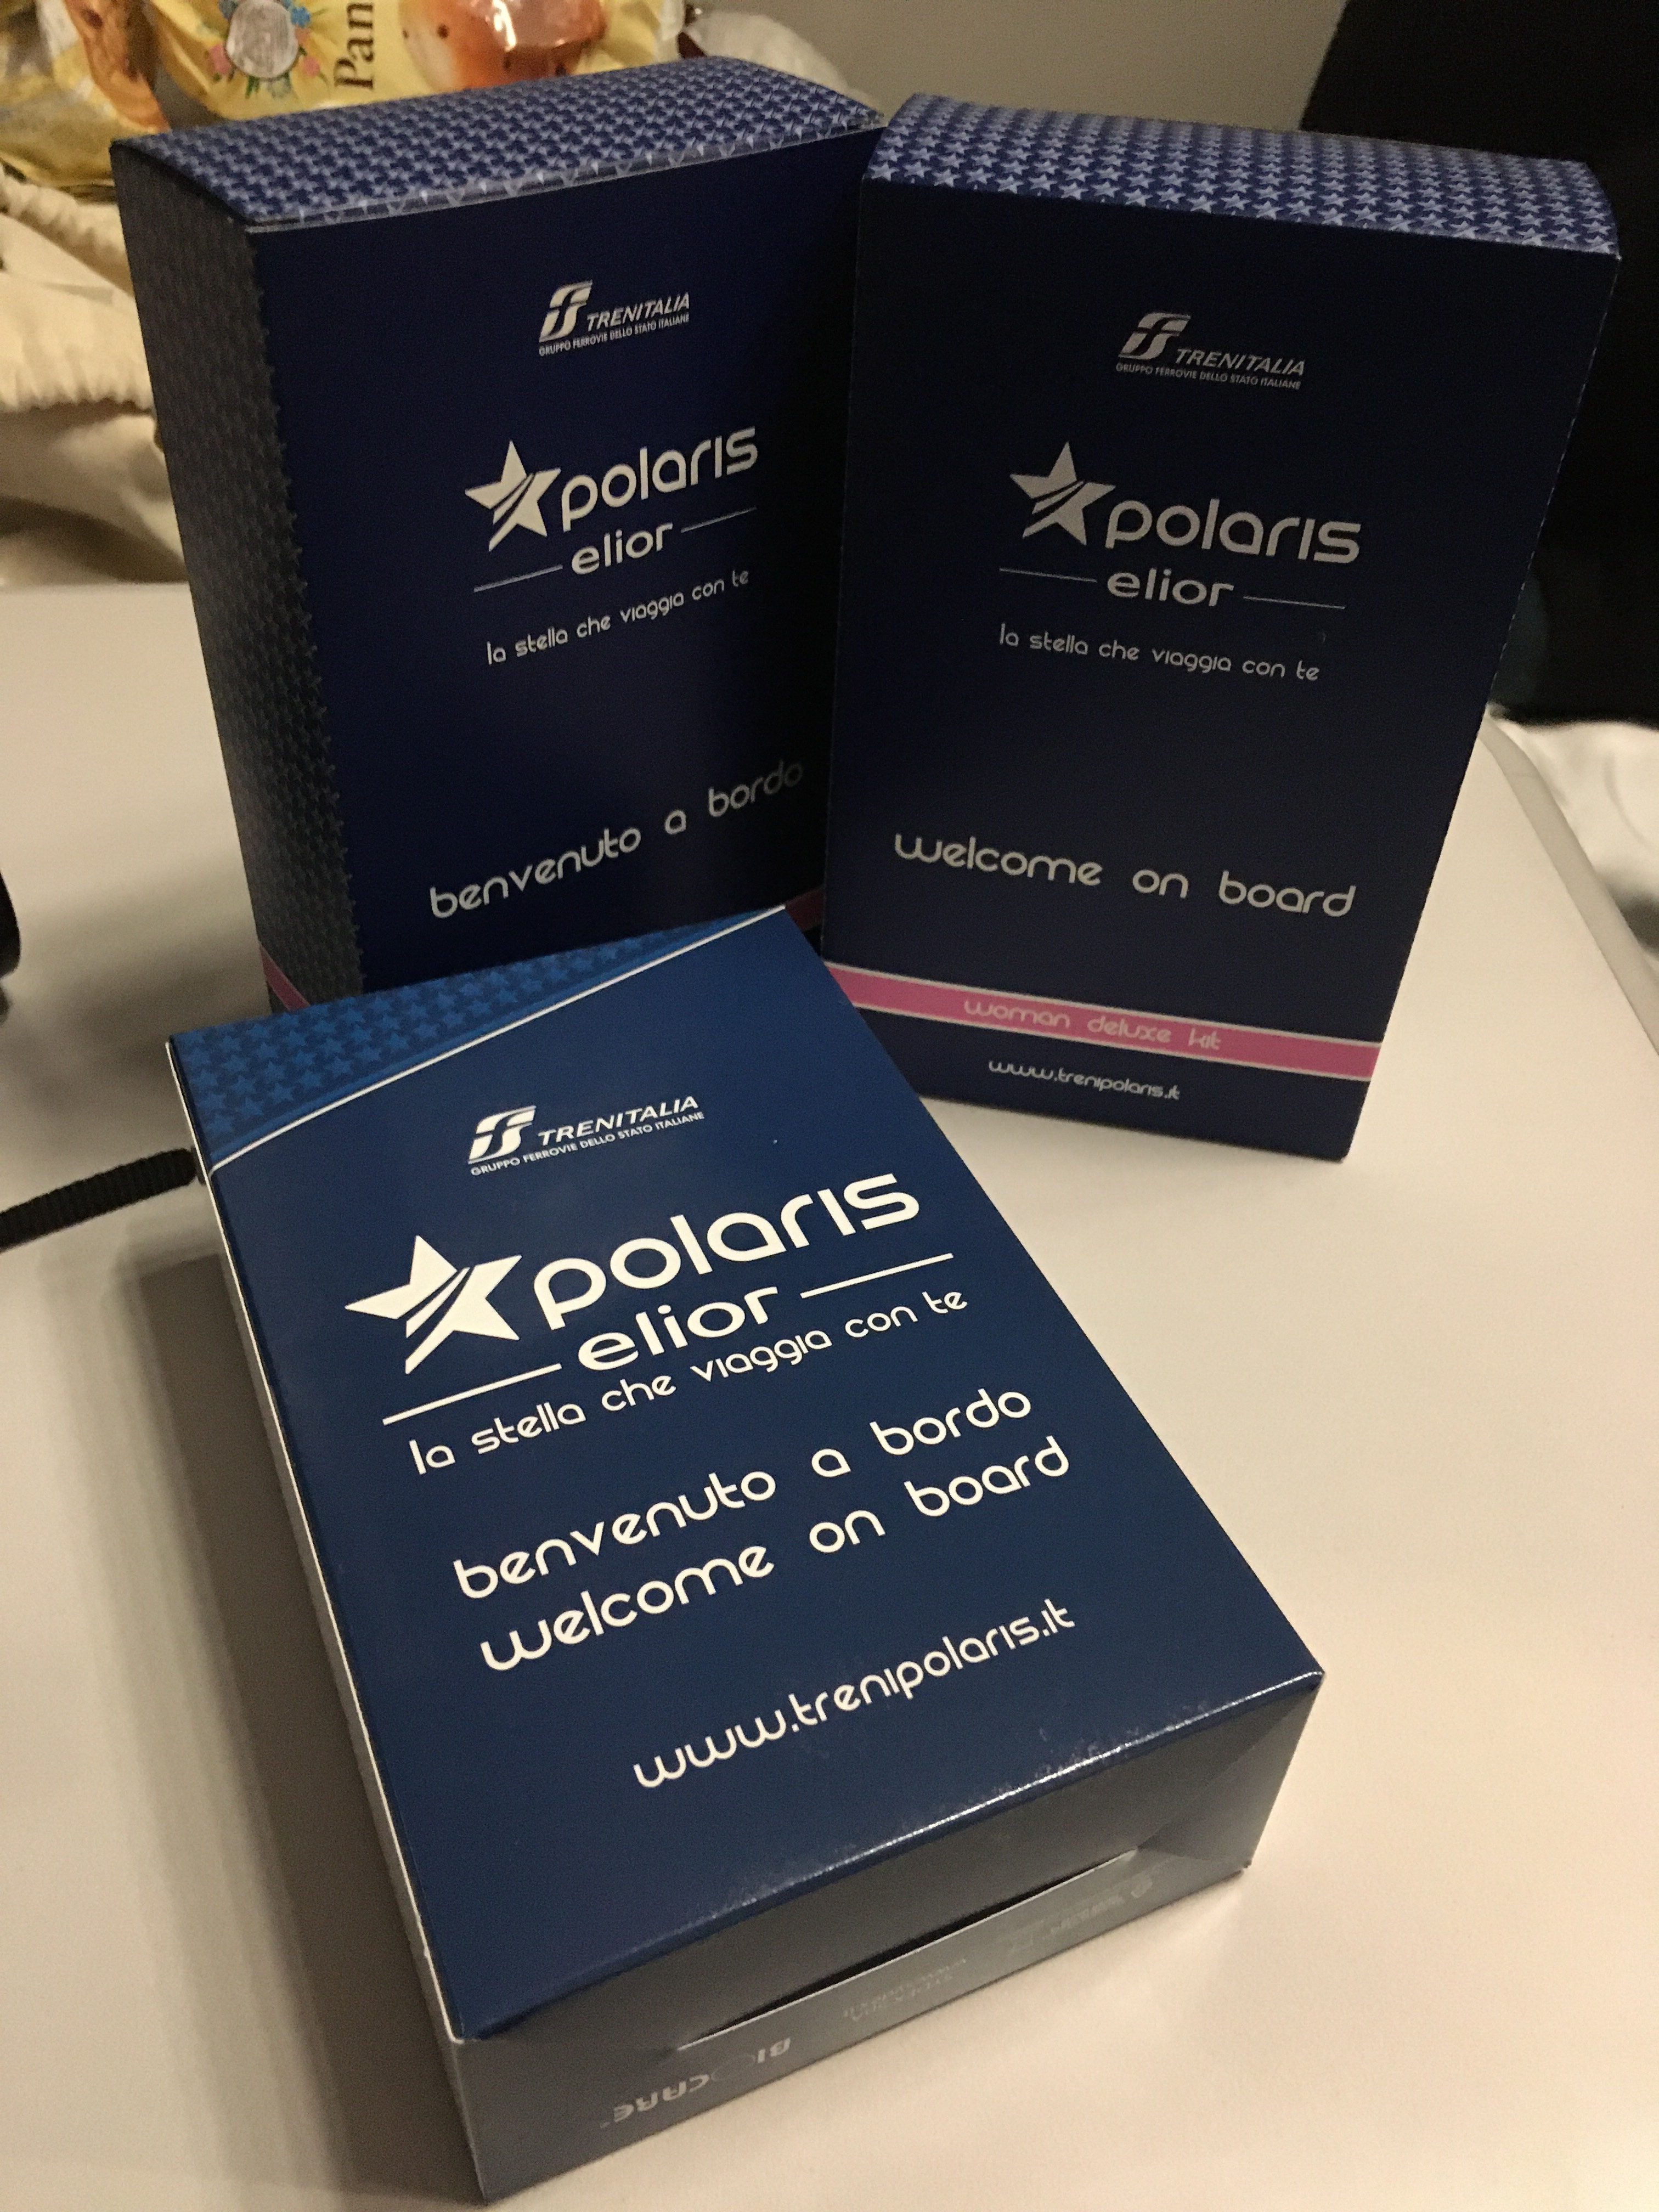 Pan
TRENITALIA
GRUPPO FERROVIE DELLO STATO ITALIANE
polaris
elior
la stella che viaggia con te
benvenuto a bordo
TRENITALIA
GRUPPO FERROVIE DELLO STATO ITALIANE
polaris
elior
la stella che viaggia con te
welcome on board
woman deluxe kit
www.trenipolaris.it
TRENITALIA
GRUPPO FERROVIE DELLO STATO ITALIANE
polaris
elior
la stella che viaggia con te
benvenuto a bordo
welcome on board
www.trenipolaris.it
BIOCARE